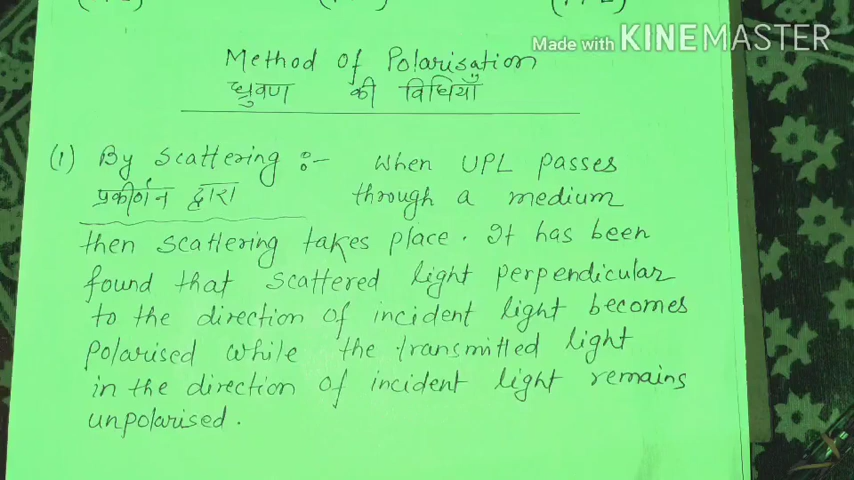 Made with KINEMASTER
Method of Polarisation
ध्रुवण की विधियाँ
(1) By Scattering :- When UPL passes
प्रकीर्णन द्वारा through a medium
then scattering takes place. It has been
found that scattered light perpendicular
to the direction of incident light becomes
polarised while the transmitted light
in the direction of incident light remains
unpolarised.